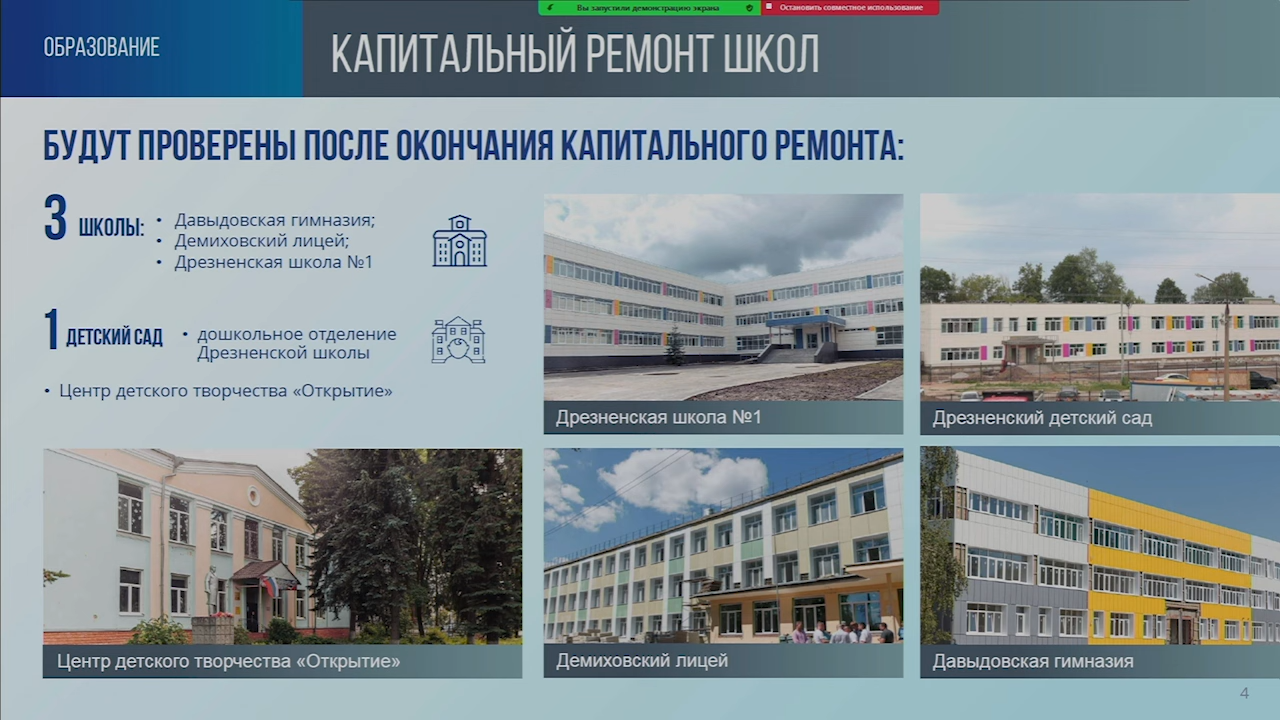 Вы запустили демонстрацию экрана
Остановить совместное использование
ОБРАЗОВАНИЕ
КАПИТАЛЬНЫЙ РЕМОНТ ШКОЛ
БУДУТ ПРОВЕРЕНЫ ПОСЛЕ ОКОНЧАНИЯ КАПИТАЛЬНОГО РЕМОНТА:
3 ШКОЛЫ:
• Давыдовская гимназия;
• Демиховский лицей;
• Дрезненская школа №1
1 ДЕТСКИЙ САД
• дошкольное отделение
Дрезненской школы
• Центр детского творчества «Открытие»
Дрезненская школа №1
Дрезненский детский сад
Центр детского творчества «Открытие»
Демиховский лицей
Давыдовская гимназия
4